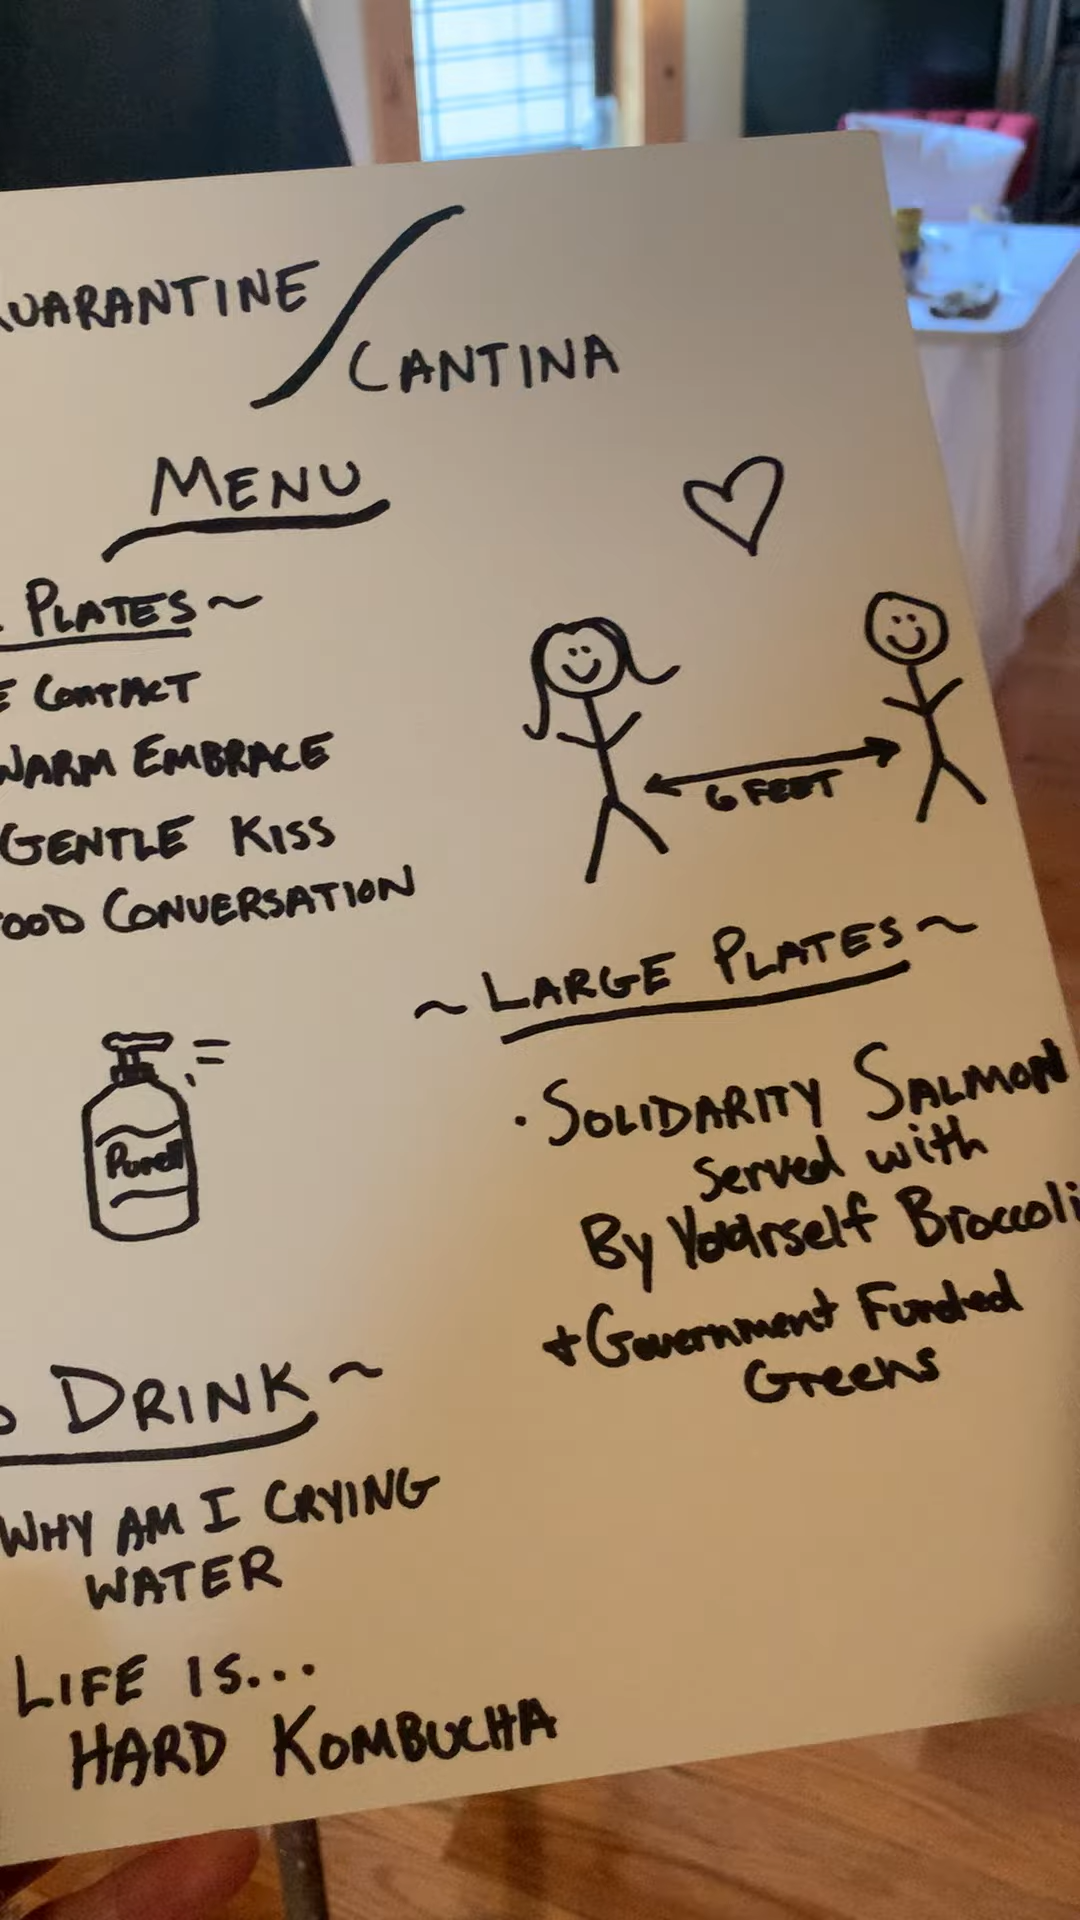 QUARANTINE
CANTINA
MENU
PLATES ~
CONTACT
WARM EMBRACE
GENTLE KISS
CONVERSATION
6 FEET
~ LARGE PLATES ~
· SOLIDARITY SALMON
Served with
By Yourself Broccoli
+ Government Funded
Greens
Purell
DRINK ~
WHY AM I CRYING
WATER
LIFE IS...
HARD KOMBUCHA